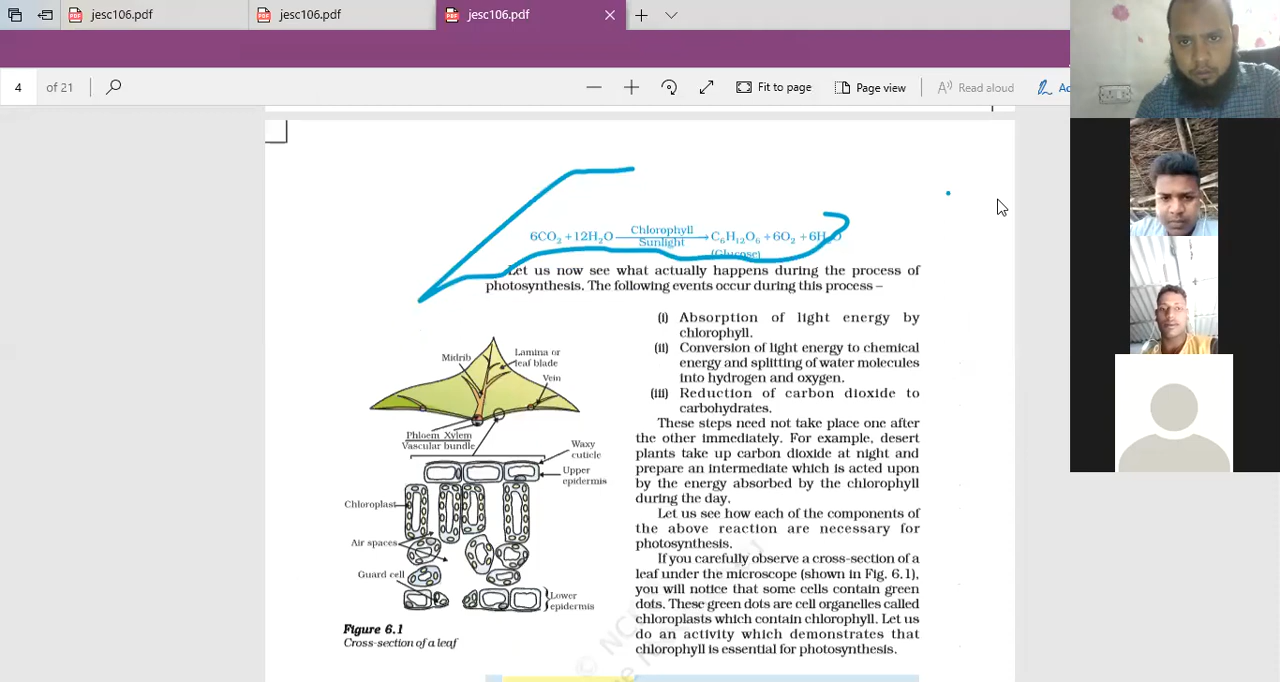 jesc106.pdf
jesc106.pdf
jesc106.pdf
4 of 21
Fit to page
Page view
Read aloud
6CO₂ +12H₂O Chlorophyll Sunlight C₆H₁₂O₆ +6O₂ +6H₂O
(Glucose)
Let us now see what actually happens during the process of
photosynthesis. The following events occur during this process –
(i) Absorption of light energy by
chlorophyll.
(ii) Conversion of light energy to chemical
energy and splitting of water molecules
into hydrogen and oxygen.
(iii) Reduction of carbon dioxide to
carbohydrates.
These steps need not take place one after
the other immediately. For example, desert
plants take up carbon dioxide at night and
prepare an intermediate which is acted upon
by the energy absorbed by the chlorophyll
during the day.
Let us see how each of the components of
the above reaction are necessary for
photosynthesis.
If you carefully observe a cross-section of a
leaf under the microscope (shown in Fig. 6.1),
you will notice that some cells contain green
dots. These green dots are cell organelles called
chloroplasts which contain chlorophyll. Let us
do an activity which demonstrates that
chlorophyll is essential for photosynthesis.
Midrib
Lamina or
leaf blade
Vein
Phloem Xylem
Vascular bundle
Waxy
cuticle
Upper
epidermis
Chloroplast
Air spaces
Guard cell
Lower
epidermis
Figure 6.1
Cross-section of a leaf